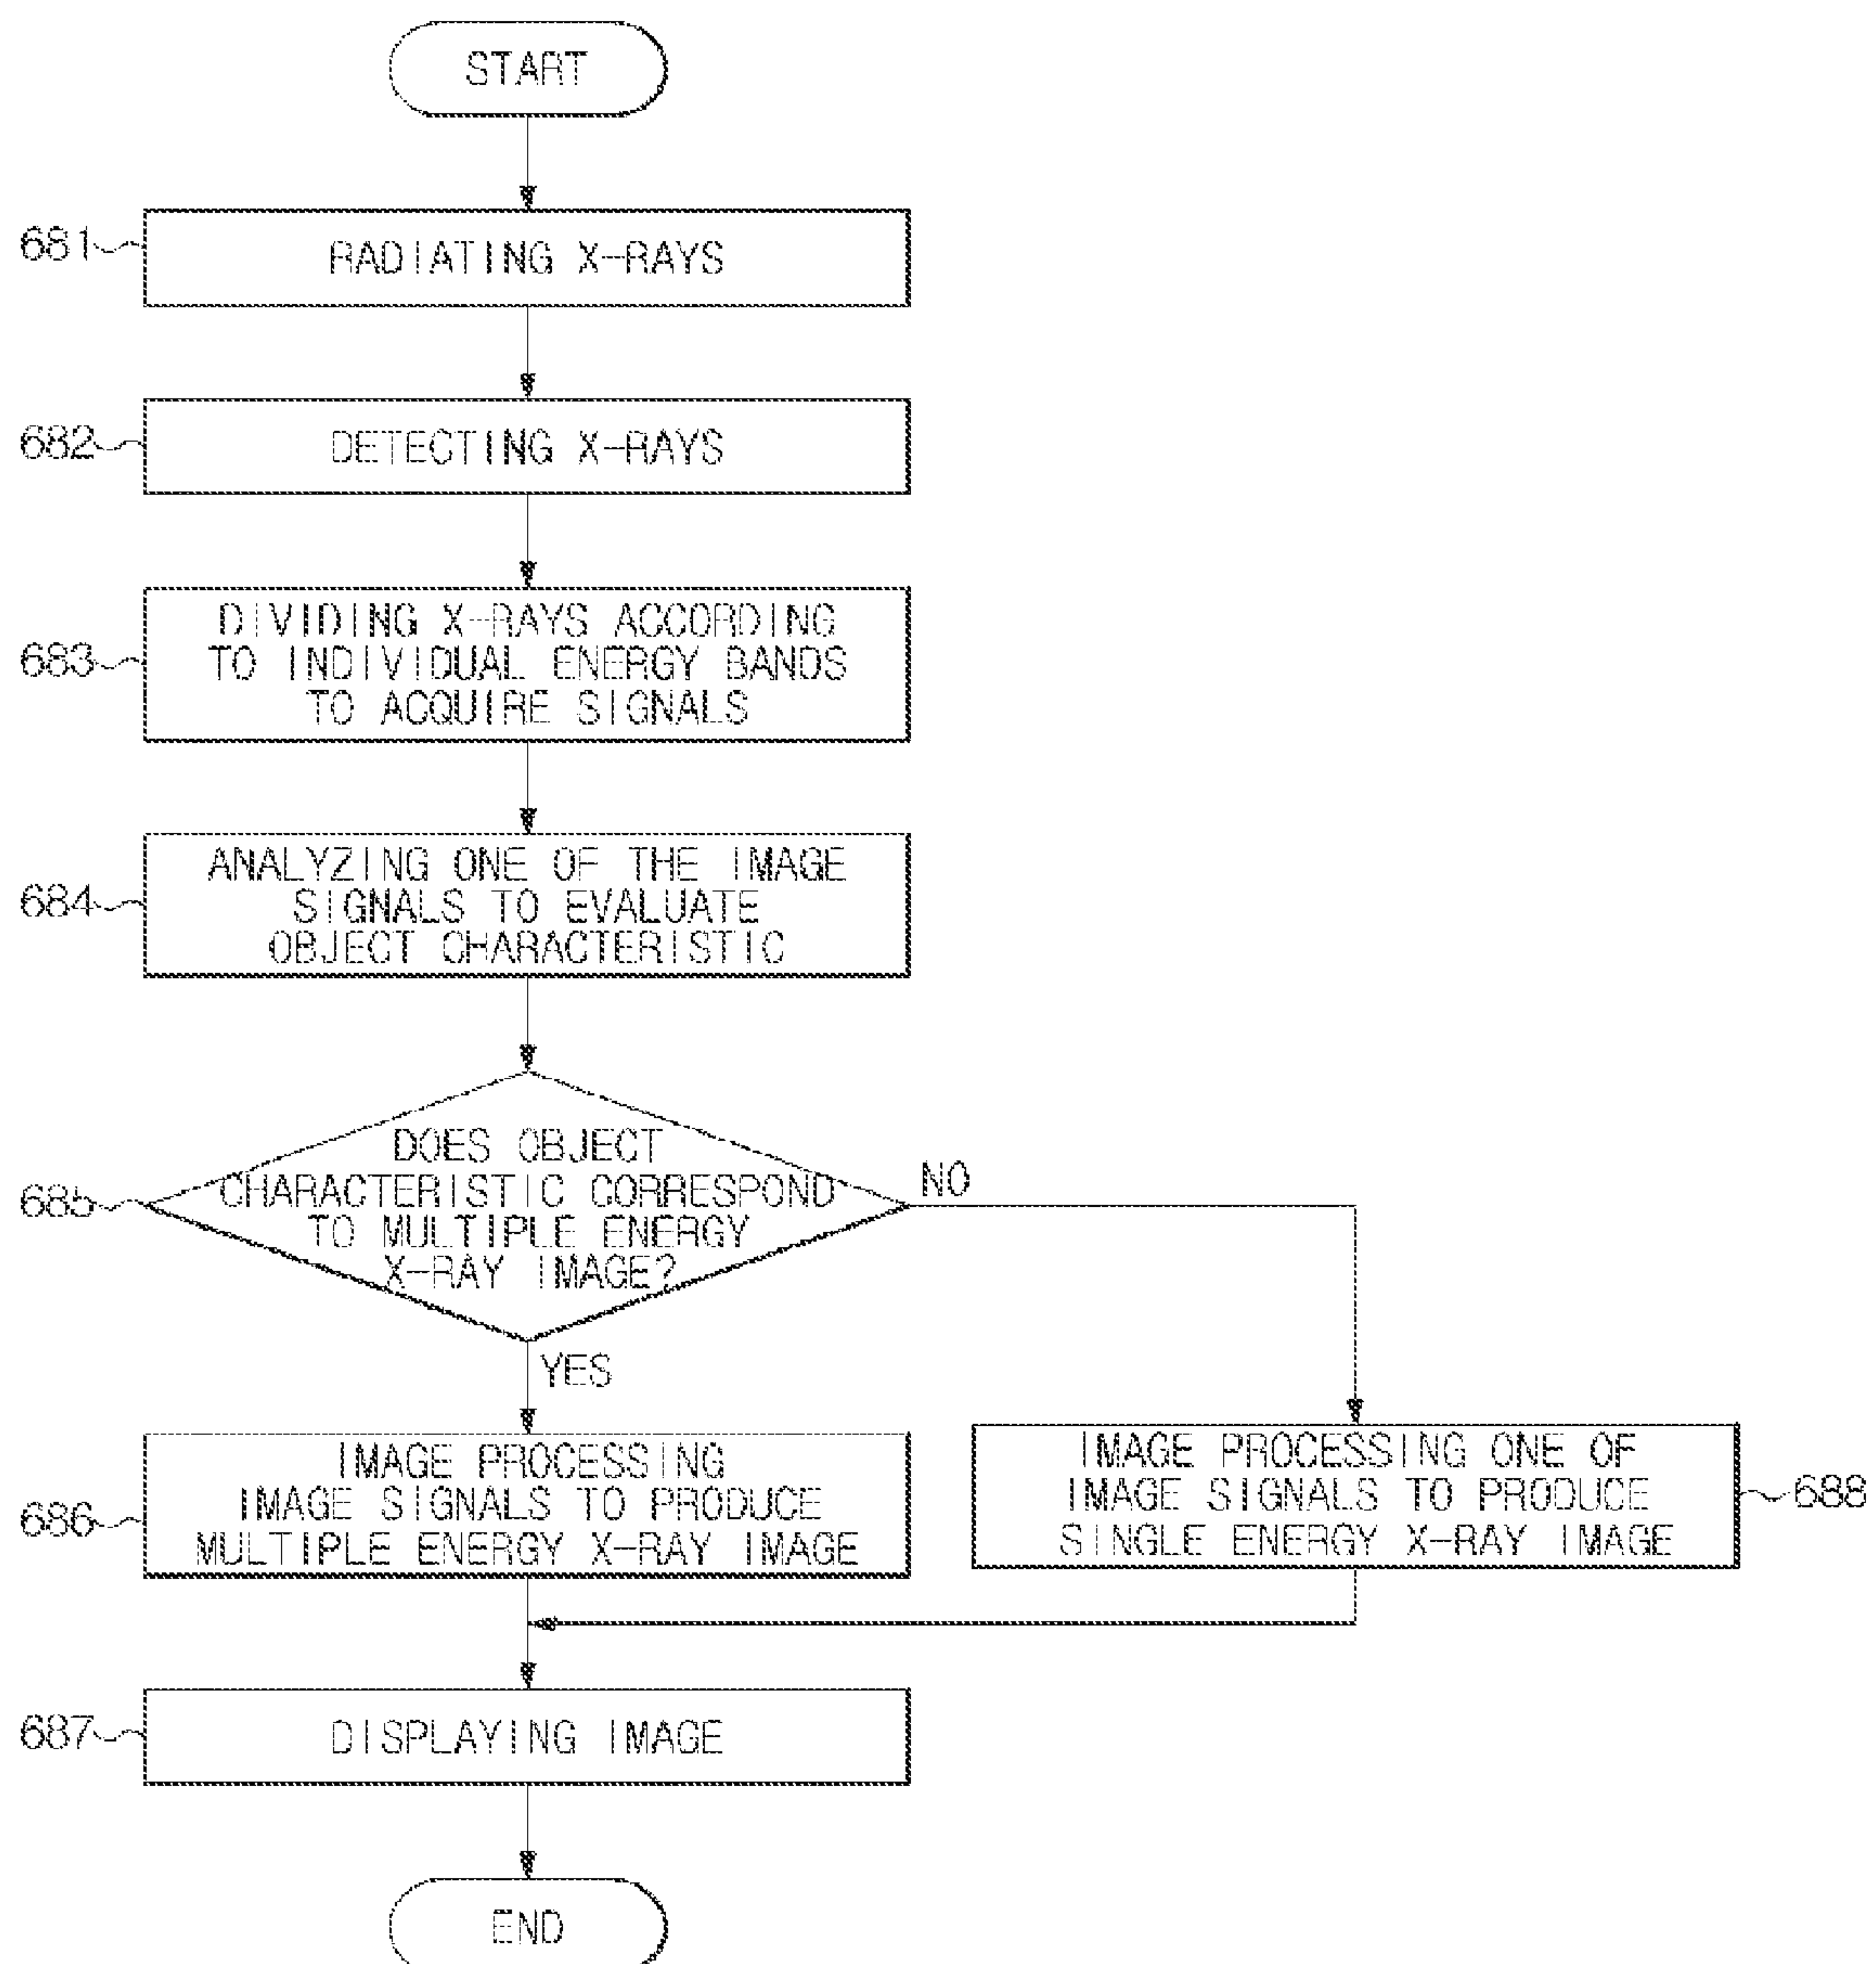 START
681
RADIATING X-RAYS
682
DETECTING X-RAYS
683
DIVIDING X-RAYS ACCORDING
TO INDIVIDUAL ENERGY BANDS
TO ACQUIRE SIGNALS
684
ANALYZING ONE OF THE IMAGE
SIGNALS TO EVALUATE
OBJECT CHARACTERISTIC
685
DOES OBJECT
CHARACTERISTIC CORRESPOND
TO MULTIPLE ENERGY
X-RAY IMAGE?
NO
YES
686
IMAGE PROCESSING
IMAGE SIGNALS TO PRODUCE
MULTIPLE ENERGY X-RAY IMAGE
IMAGE PROCESSING ONE OF
IMAGE SIGNALS TO PRODUCE
SINGLE ENERGY X-RAY IMAGE
688
687
DISPLAYING IMAGE
END